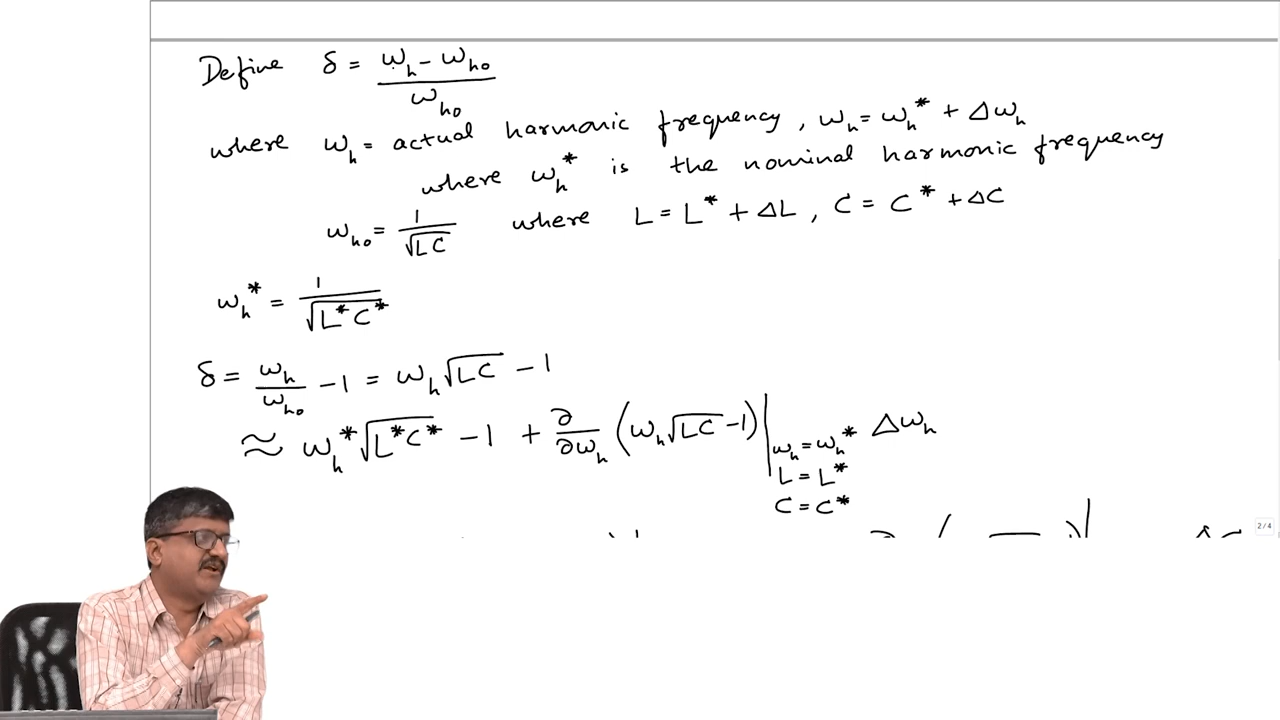 Define δ = (ω_h - ω_ho) / ω_ho
where ω_h = actual harmonic frequency, ω_h = ω_h* + Δω_h
where ω_h* is the nominal harmonic frequency
ω_ho = 1/√LC where L = L* + ΔL, C = C* + ΔC
ω_h* = 1/√L*C*
δ = ω_h/ω_ho - 1 = ω_h√LC - 1
≈ ω_h*√L*C* - 1 + ∂/∂ω_h (ω_h√LC - 1)| Δω_h
ω_h = ω_h*
L = L*
C = C*
2/4